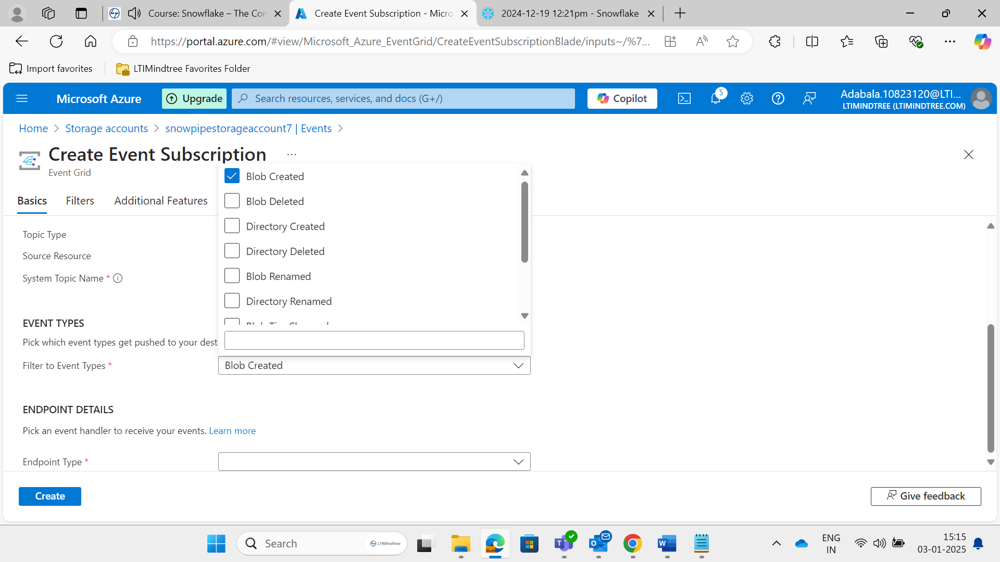 Course: Snowflake – The Con
Create Event Subscription - Micro
2024-12-19 12:21pm - Snowflake
https://portal.azure.com/#view/Microsoft_Azure_EventGrid/CreateEventSubscriptionBlade/inputs~/%7...
Import favorites
LTIMindtree Favorites Folder
Microsoft Azure
Upgrade
Search resources, services, and docs (G+/)
Copilot
5
Adabala.10823120@LTI...
LTIMINDTREE (LTIMINDTREE.COM)
Home > Storage accounts > snowpipestorageaccount7 | Events >
Create Event Subscription ...
Event Grid
Basics Filters Additional Features
Blob Created
Blob Deleted
Directory Created
Directory Deleted
Blob Renamed
Directory Renamed
Topic Type
Source Resource
System Topic Name *
EVENT TYPES
Pick which event types get pushed to your dest
Filter to Event Types *
Blob Created
ENDPOINT DETAILS
Pick an event handler to receive your events. Learn more
Endpoint Type *
Create
Give feedback
Search
LTIMindtree
ENG
IN
15:15
03-01-2025